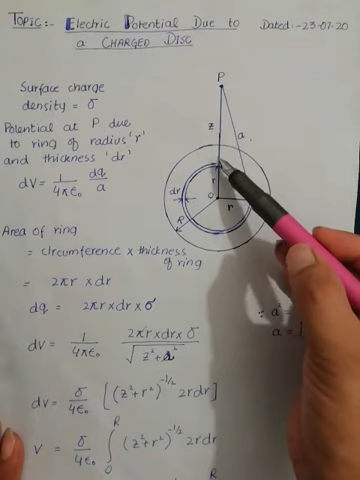 TOPIC:- Electric Potential Due to Dated:-23-07-20
a CHARGED DISC
Surface charge
density = σ
Potential at P due
to ring of radius 'r'
and thickness 'dr'
dV = 1/4πε₀ dq/a
P
z
a
dr
r
O
r
R
Area of ring
= circumference × thickness
of ring
= 2πr × dr
dq = 2πr×dr×σ
∵ a² =
a =
dV = 1/4πε₀ 2πr×dr×σ/√z²+r²
dV = σ/4ε₀ [(z²+r²)^-1/2 2rdr]
V = σ/4ε₀ ∫₀ᴿ (z²+r²)^-1/2 2rdr
R